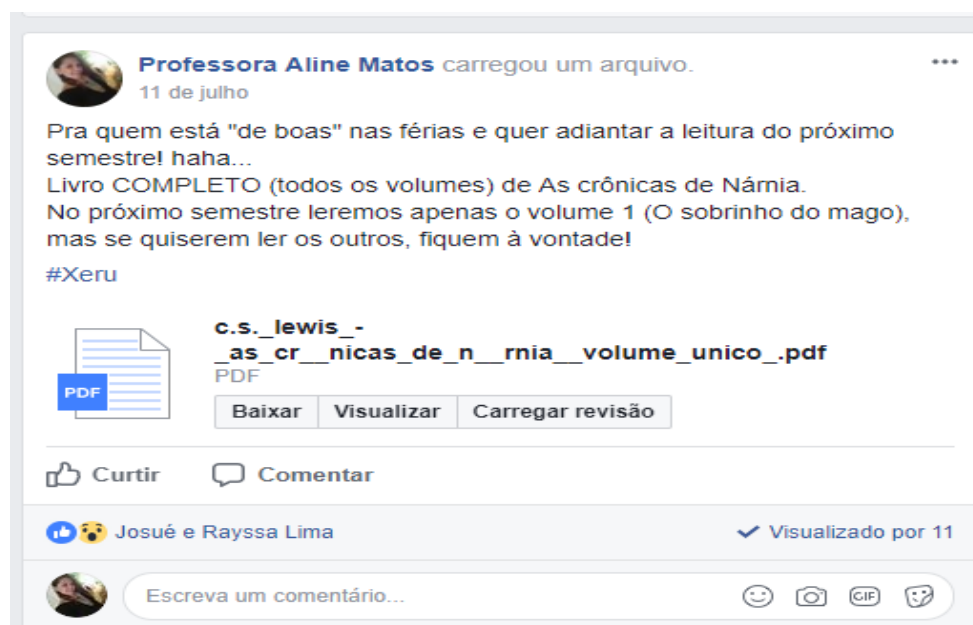 Professora Aline Matos carregou um arquivo.
11 de julho
Pra quem está "de boas" nas férias e quer adiantar a leitura do próximo
semestre! haha...
Livro COMPLETO (todos os volumes) de As crônicas de Nárnia.
No próximo semestre leremos apenas o volume 1 (O sobrinho do mago),
mas se quiserem ler os outros, fiquem à vontade!
#Xeru
c.s._lewis_-
_as_cr__nicas_de_n__rnia__volume_unico_.pdf
PDF
PDF
Baixar Visualizar Carregar revisão
Curtir Comentar
Josué e Rayssa Lima Visualizado por 11
Escreva um comentário... GIF